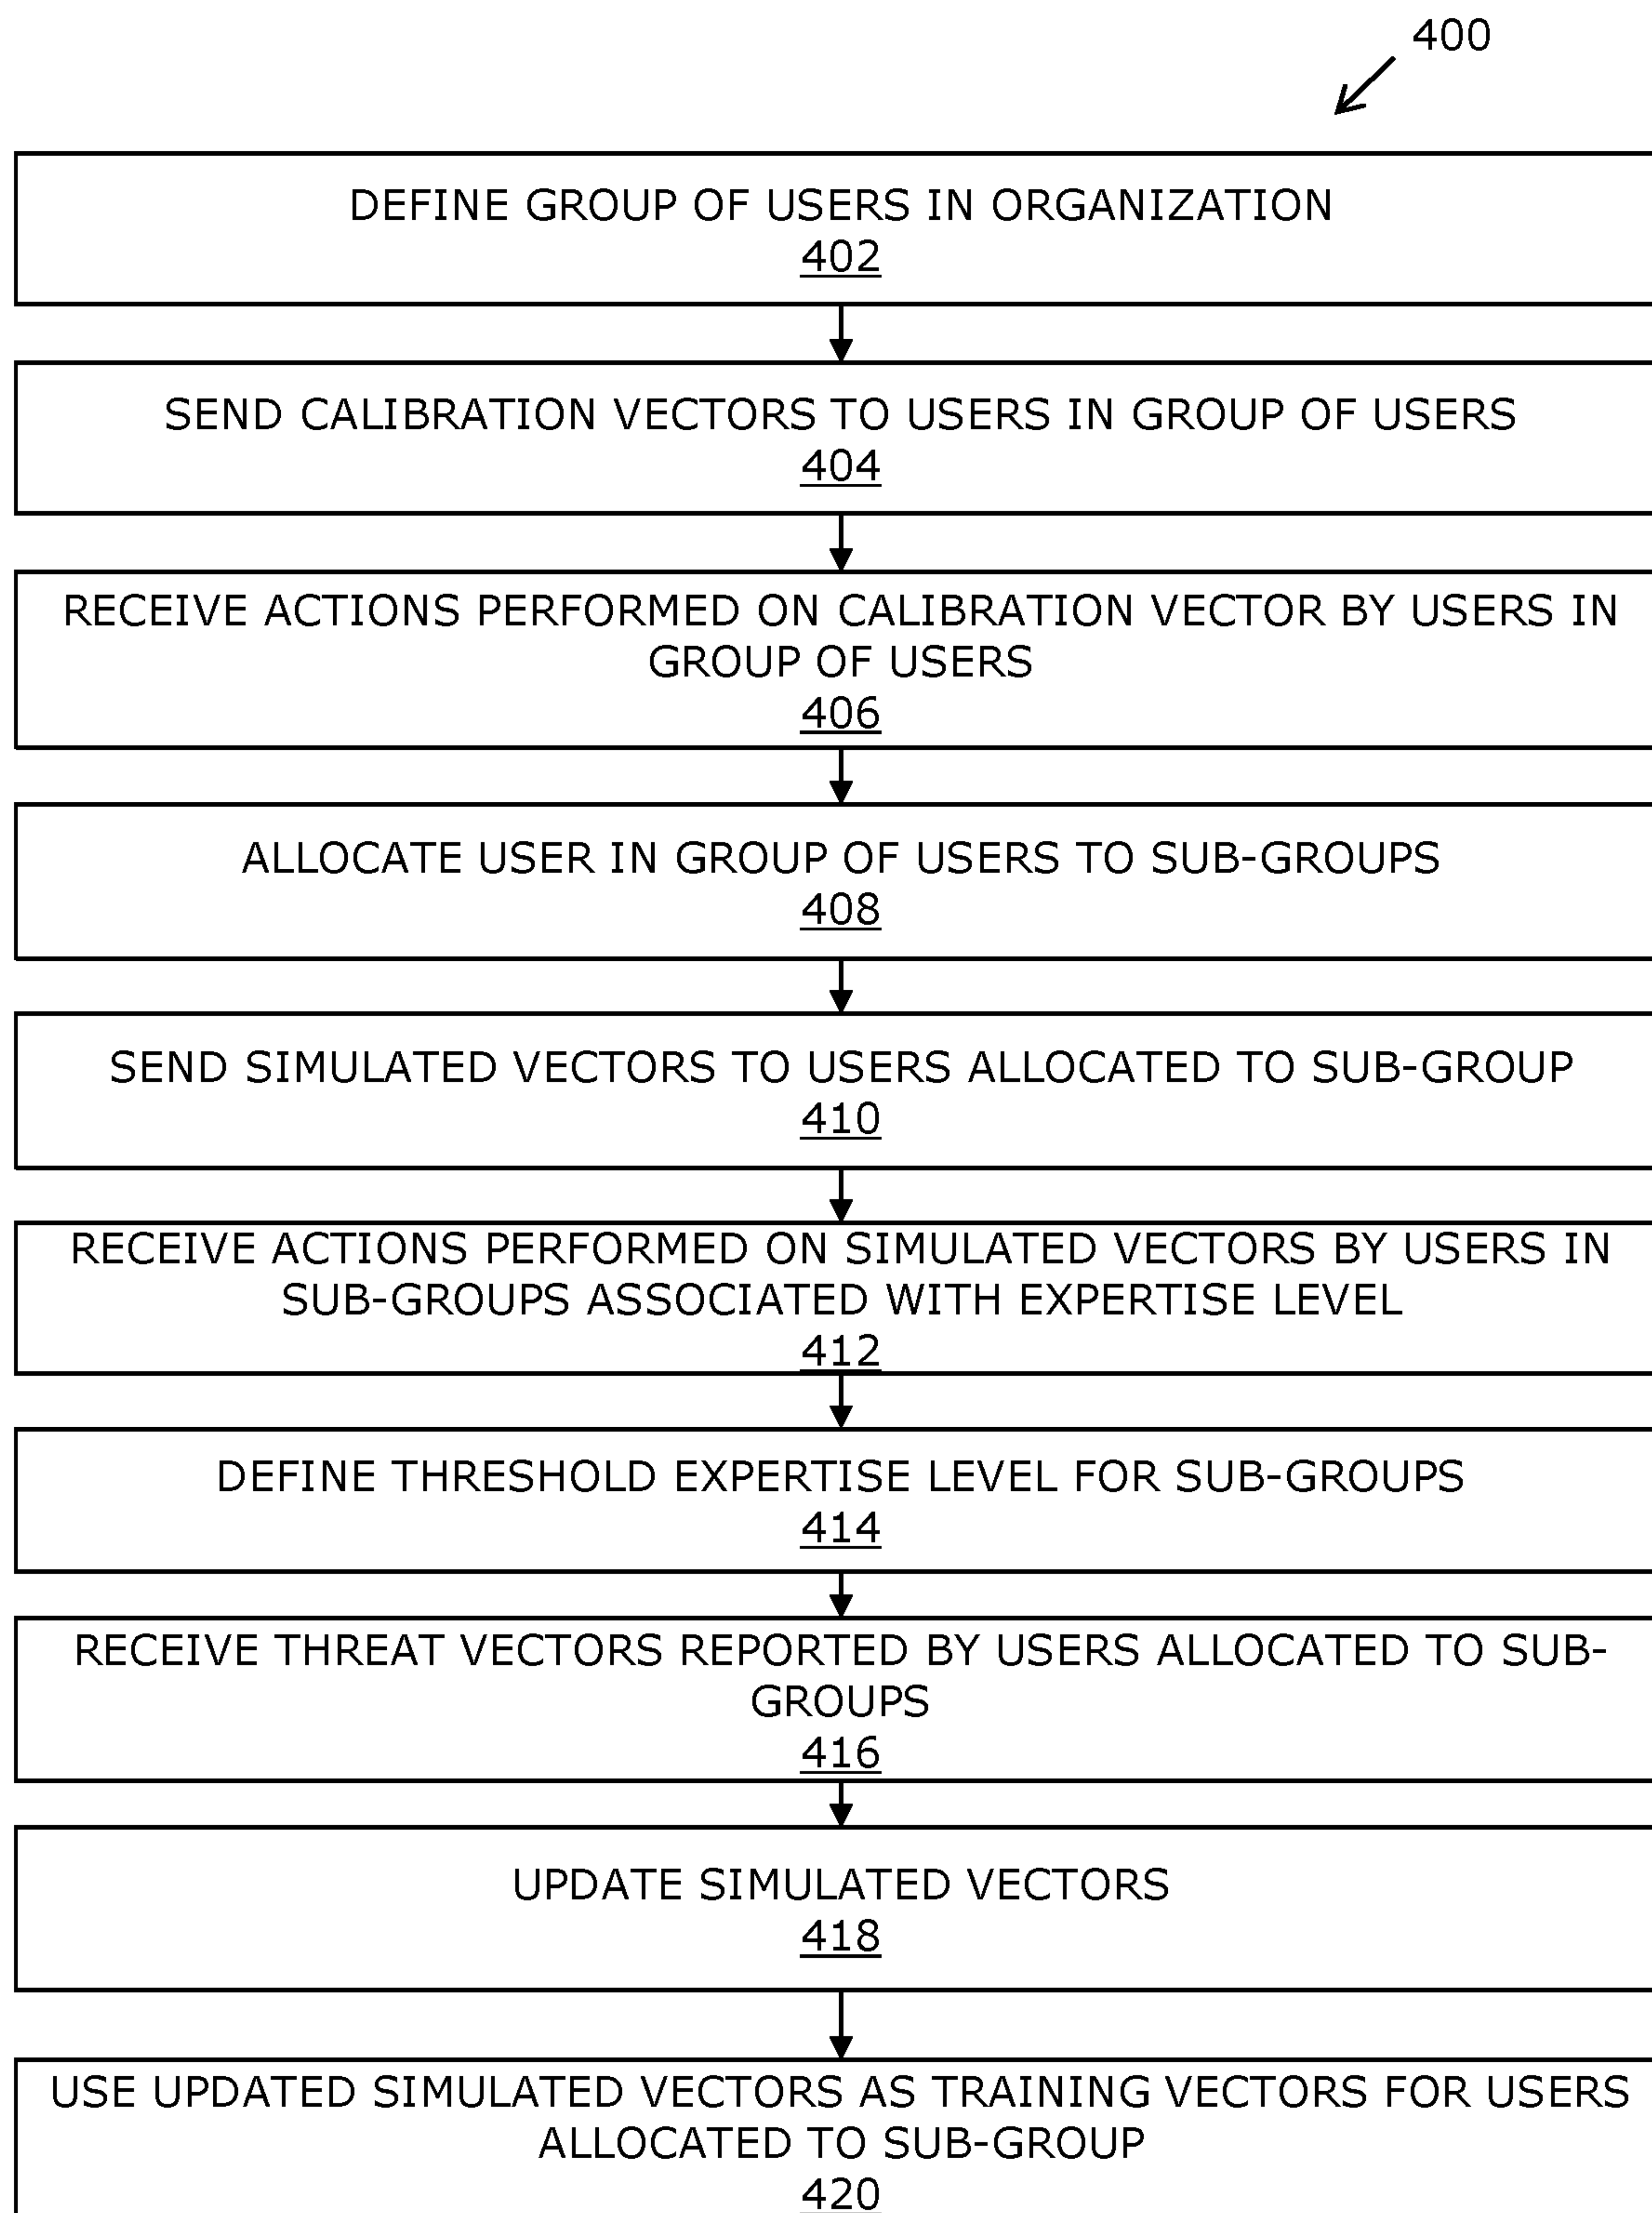 400
DEFINE GROUP OF USERS IN ORGANIZATION
402
SEND CALIBRATION VECTORS TO USERS IN GROUP OF USERS
404
RECEIVE ACTIONS PERFORMED ON CALIBRATION VECTOR BY USERS IN
GROUP OF USERS
406
ALLOCATE USER IN GROUP OF USERS TO SUB-GROUPS
408
SEND SIMULATED VECTORS TO USERS ALLOCATED TO SUB-GROUP
410
RECEIVE ACTIONS PERFORMED ON SIMULATED VECTORS BY USERS IN
SUB-GROUPS ASSOCIATED WITH EXPERTISE LEVEL
412
DEFINE THRESHOLD EXPERTISE LEVEL FOR SUB-GROUPS
414
RECEIVE THREAT VECTORS REPORTED BY USERS ALLOCATED TO SUB-
GROUPS
416
UPDATE SIMULATED VECTORS
418
USE UPDATED SIMULATED VECTORS AS TRAINING VECTORS FOR USERS
ALLOCATED TO SUB-GROUP
420